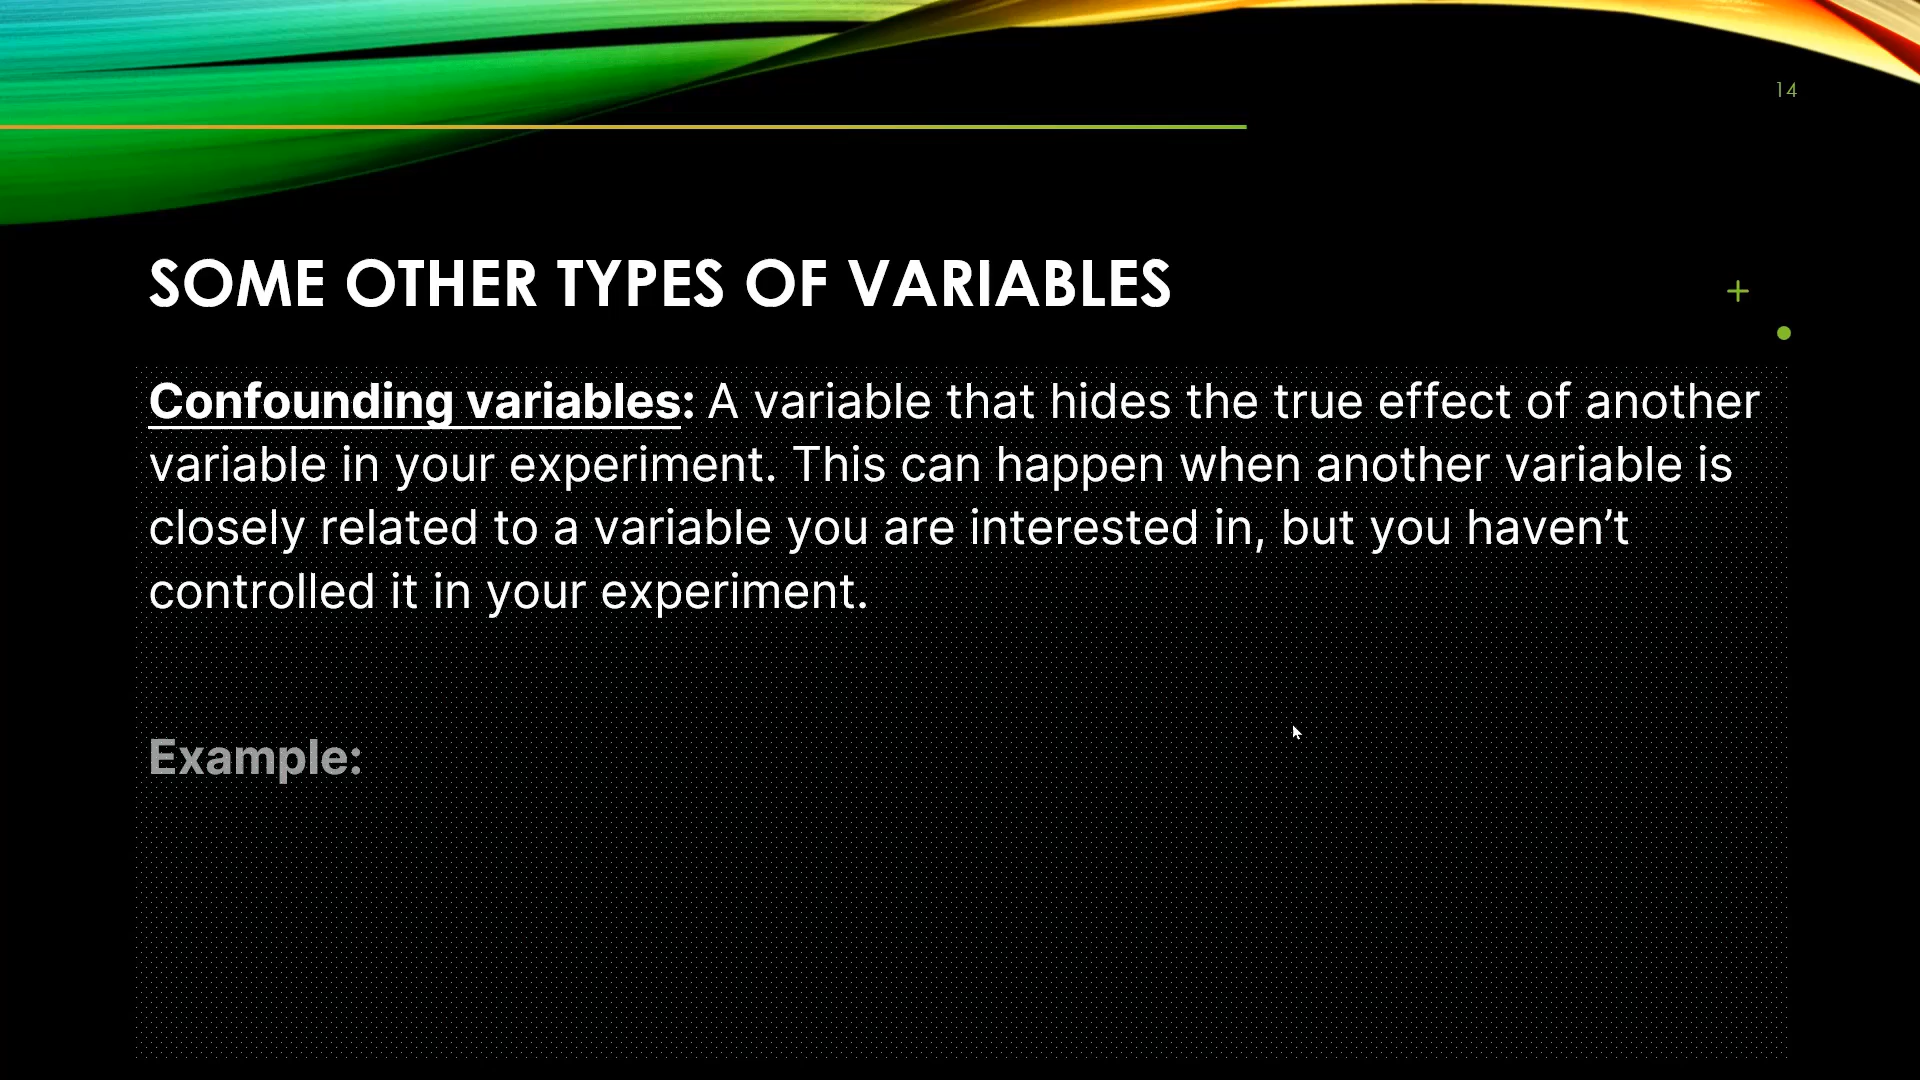 14
SOME OTHER TYPES OF VARIABLES
Confounding variables: A variable that hides the true effect of another
variable in your experiment. This can happen when another variable is
closely related to a variable you are interested in, but you haven’t
controlled it in your experiment.
Example: